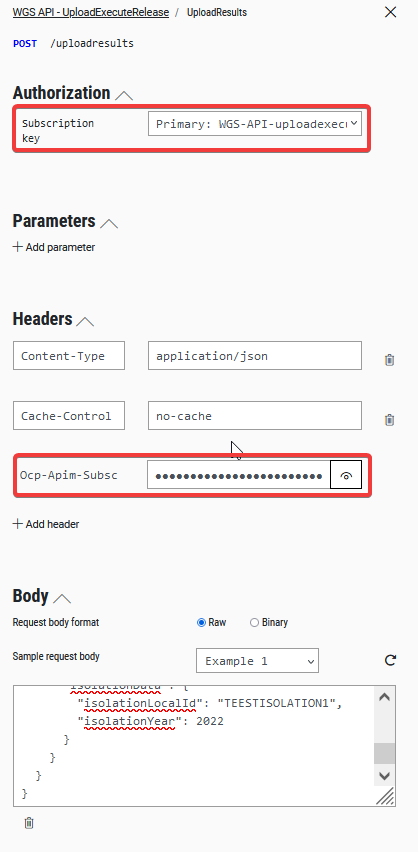 WGS API - UploadExecuteRelease / UploadResults
POST /uploadresults
Authorization
Subscription key
Primary: WGS-API-uploadexec
Parameters
+ Add parameter
Headers
Content-Type application/json
Cache-Control no-cache
Ocp-Apim-Subsc ••••••••••••••••••••••••
+ Add header
Body
Request body format Raw Binary
Sample request body Example 1
"isolationData": {
"isolationLocalId": "TEESTISOLATION1",
"isolationYear": 2022
}
}
}
}